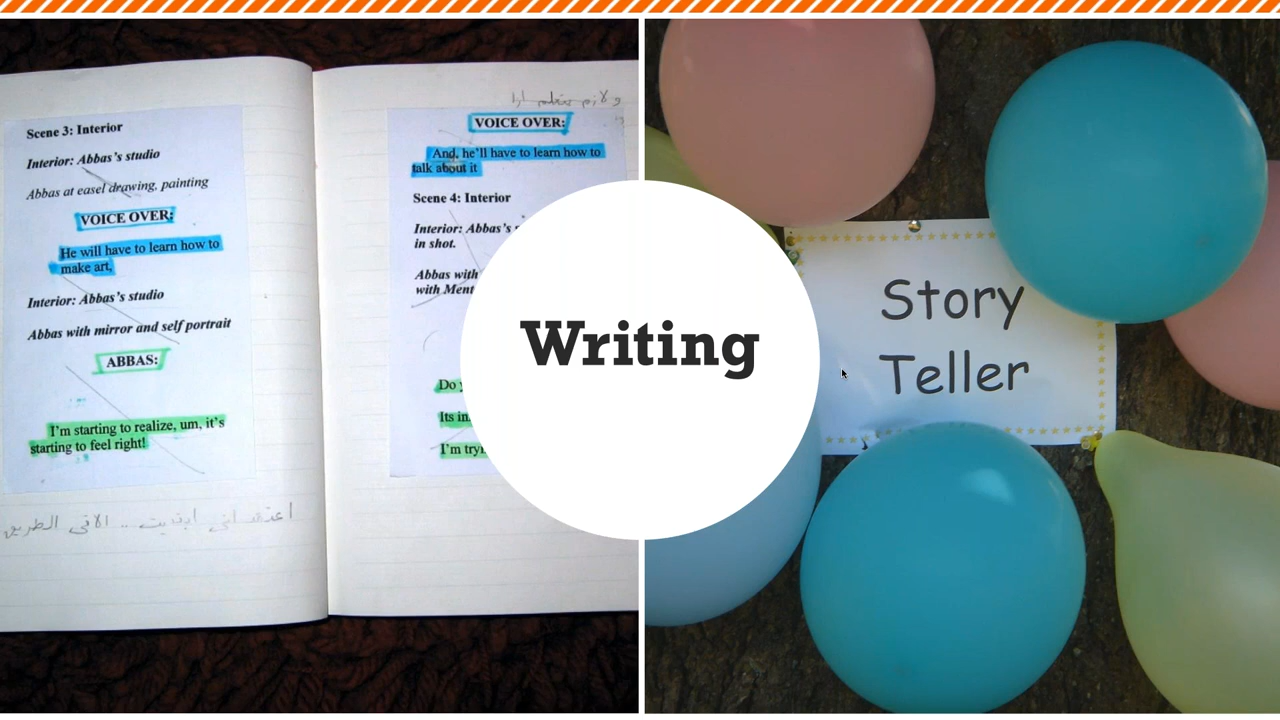 Scene 3: Interior
Interior: Abbas's studio
Abbas at easel drawing, painting
VOICE OVER:
He will have to learn how to
make art,
Interior: Abbas's studio
Abbas with mirror and self portrait
ABBAS:
I'm starting to realize, um, it's
starting to feel right!
VOICE OVER:
And, he'll have to learn how to
talk about it
Scene 4: Interior
Interior: Abbas's
in shot.
Abbas with
with Ment
Do
Its in
I'm tryi
Writing
Story
Teller